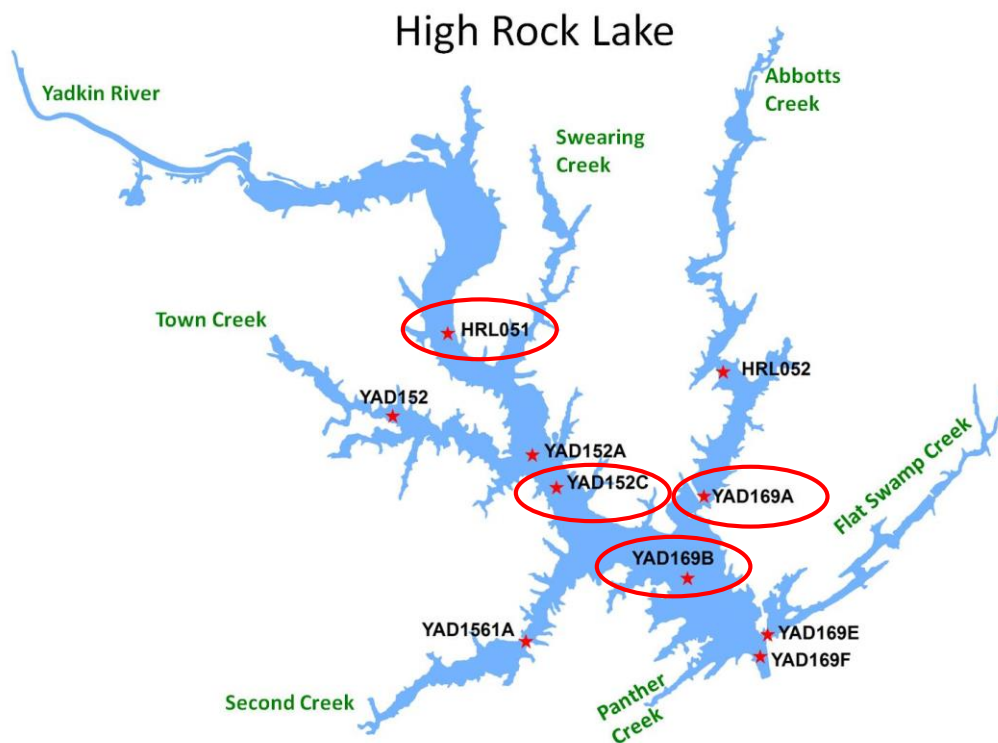 High Rock Lake
Yadkin River
Abbotts
Creek
Swearing
Creek
Town Creek
HRL051
HRL052
YAD152
YAD152A
YAD152C
YAD169A
Flat Swamp Creek
YAD169B
YAD1561A
YAD169E
YAD169F
Second Creek
Panther
Creek